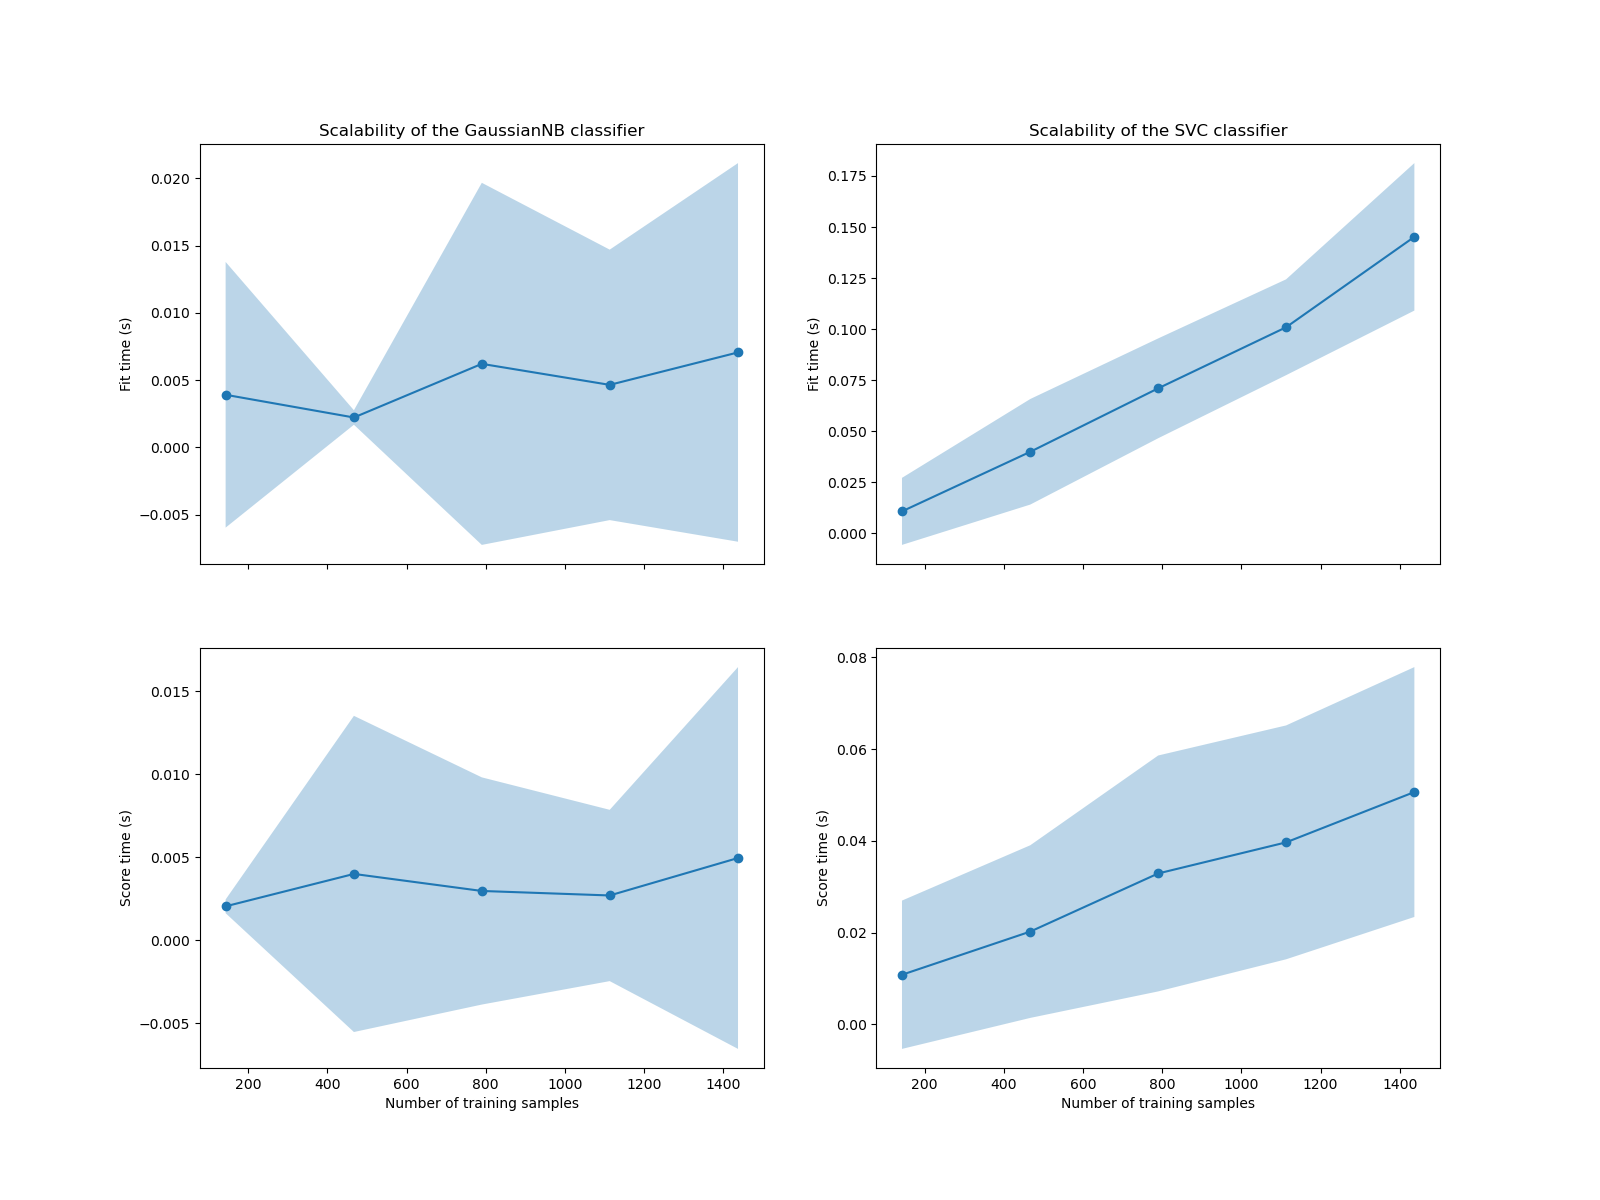 Scalability of the GaussianNB classifier
0.020
0.015
0.010
0.005
0.000
−0.005
Fit time (s)
Scalability of the SVC classifier
0.175
0.150
0.125
0.100
0.075
0.050
0.025
0.000
Fit time (s)
0.015
0.010
0.005
0.000
−0.005
Score time (s)
200 400 600 800 1000 1200 1400
Number of training samples
0.08
0.06
0.04
0.02
0.00
Score time (s)
200 400 600 800 1000 1200 1400
Number of training samples